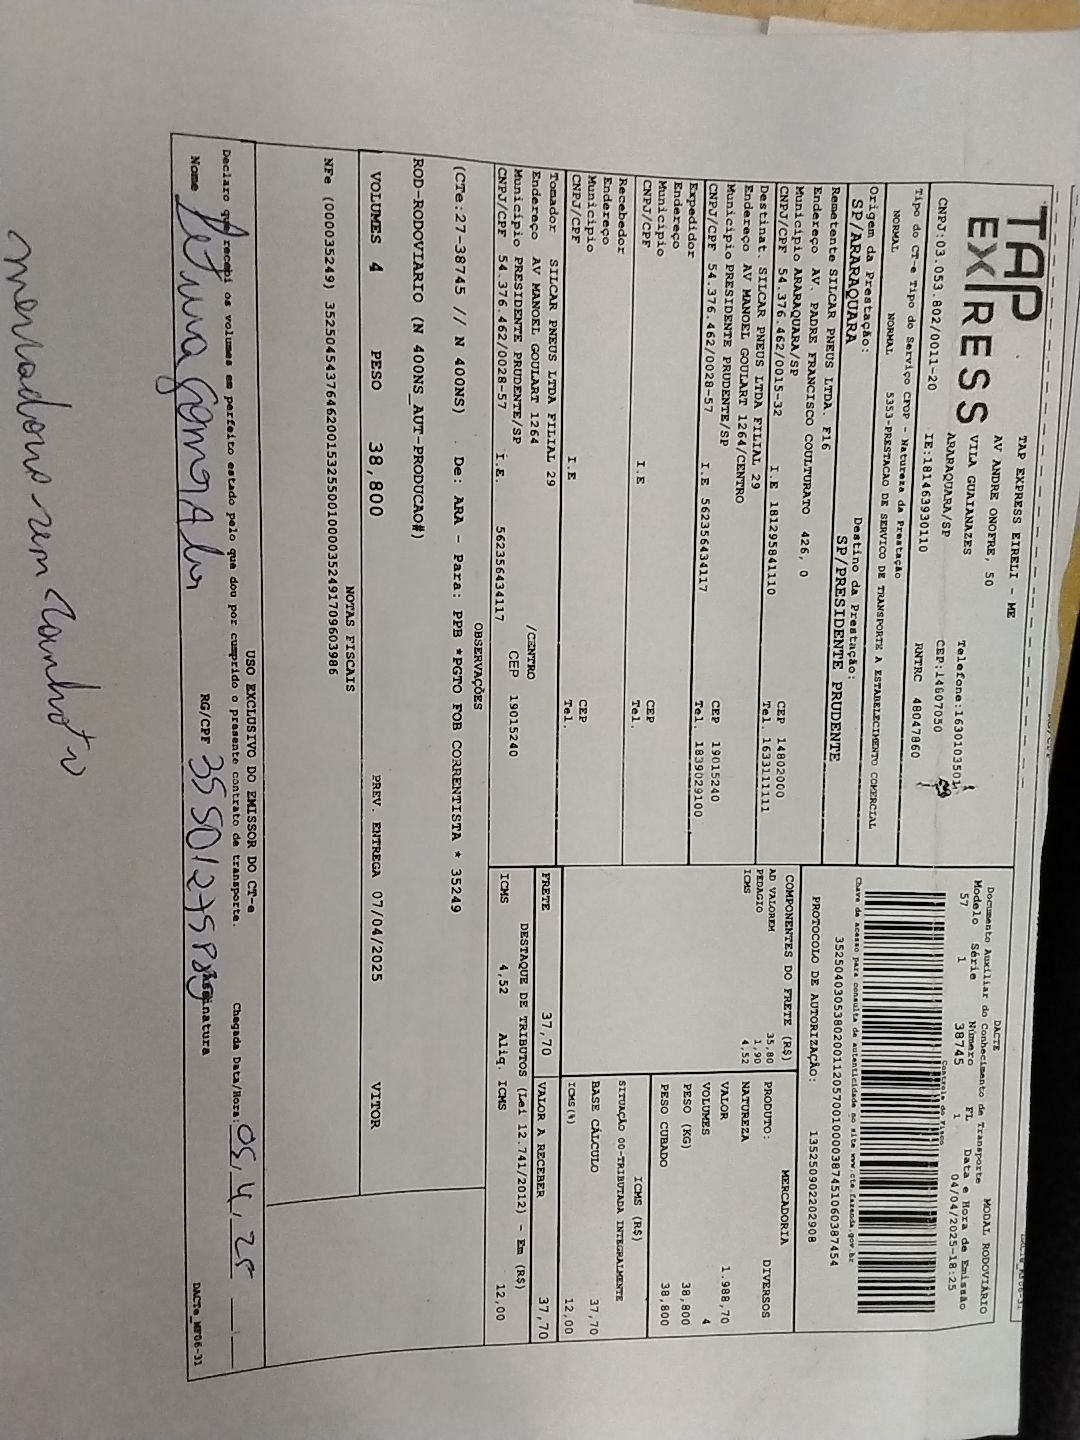 TAP EXPRESS
TAP EXPRESS EIRELI - ME
AV ANDRE ONOFRE, 50
VILA GUAIANAZES
ARARAQUARA/SP
Telefone:1630103501
CEP:14807050
CNPJ:03.053.802/0011-20 IE:181463930110 RNTRC 48047860
Tipo do CT-e Tipo do Serviço CFOP - Natureza da Prestação
NORMAL NORMAL 5353-PRESTACAO DE SERVICO DE TRANSPORTE A ESTABELECIMENTO COMERCIAL
Origem da Prestação: Destino da Prestação:
SP/ARARAQUARA SP/PRESIDENTE PRUDENTE
Remetente SILCAR PNEUS LTDA. F16
Endereço AV. PADRE FRANCISCO COULTURATO 426, 0
Município ARARAQUARA/SP CEP 14802000
CNPJ/CPF 54.376.462/0015-32 I.E 181295841110 Tel. 1633111111
Destinat. SILCAR PNEUS LTDA FILIAL 29
Endereço AV MANOEL GOULART 1264/CENTRO
Município PRESIDENTE PRUDENTE/SP CEP 19015240
CNPJ/CPF 54.376.462/0028-57 I.E 562356434117 Tel. 1839029100
Expedidor
Endereço
Município CEP
CNPJ/CPF I.E Tel.
Recebedor
Endereço
Município CEP
CNPJ/CPF I.E Tel.
Tomador SILCAR PNEUS LTDA FILIAL 29
Endereço AV MANOEL GOULART 1264 /CENTRO
Município PRESIDENTE PRUDENTE/SP CEP 19015240
CNPJ/CPF 54.376.462/0028-57 I.E. 562356434117
DACTE MODAL RODOVIÁRIO
Documento Auxiliar do Conhecimento de Transporte
Modelo Série Número FL Data e Hora de Emissão
57 1 38745 1 04/04/2025-18:25
Controle do Fisco
Chave de acesso para consulta de autenticidade no site www.cte.fazenda.gov.br
35250403053802001120570010000387451060387454
PROTOCOLO DE AUTORIZAÇÃO: 135250902202908
COMPONENTES DO FRETE (R$)
AD VALOREM 35,80
PEDAGIO 1,90
ICMS 4,52
MERCADORIA
PRODUTO: DIVERSOS
NATUREZA
VALOR 1.988,70
VOLUMES 4
PESO (KG) 38,800
PESO CUBADO 38,800
ICMS (R$)
SITUAÇÃO 00-TRIBUTADA INTEGRALMENTE
BASE CÁLCULO 37,70
ICMS(%) 12,00
FRETE 37,70 VALOR A RECEBER 37,70
DESTAQUE DE TRIBUTOS (Lei 12.741/2012) - Em (R$)
ICMS 4,52 Aliq. ICMS 12,00
OBSERVAÇÕES
(CTe:27-38745 // N 400NS) . De: ARA - Para: PPB *PGTO FOB CORRENTISTA * 35249
ROD-RODOVIARIO (N 400NS_AUT-PRODUCAO#)
VOLUMES 4 PESO 38,800 PREV. ENTREGA 07/04/2025 VITOR
NOTAS FISCAIS
NFe (000035249) 35250454376462001532550010000352491709603986
USO EXCLUSIVO DO EMISSOR DO CT-e
Declaro que recebi os volumes em perfeito estado pelo que dou por cumprido o presente contrato de transporte. Chegada Data/Hora: 05/4/25
Nome RG/CPF Assinatura
DACTe_MF06-31
sem canhoto